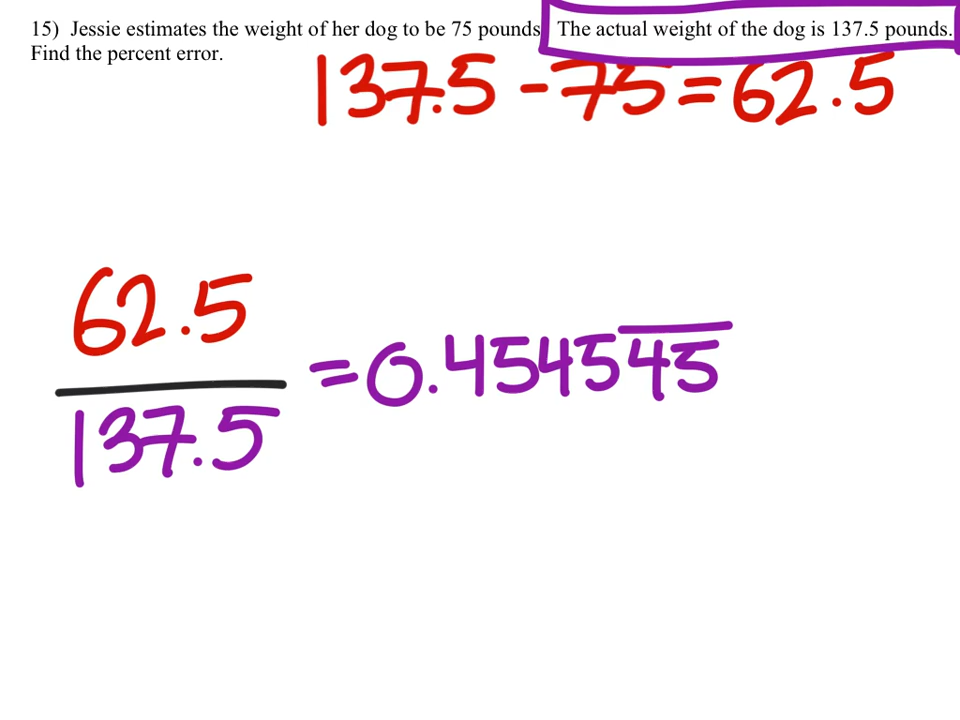 15) Jessie estimates the weight of her dog to be 75 pounds. The actual weight of the dog is 137.5 pounds.
Find the percent error.
137.5 - 75 = 62.5
62.5
137.5
= 0.454545̅